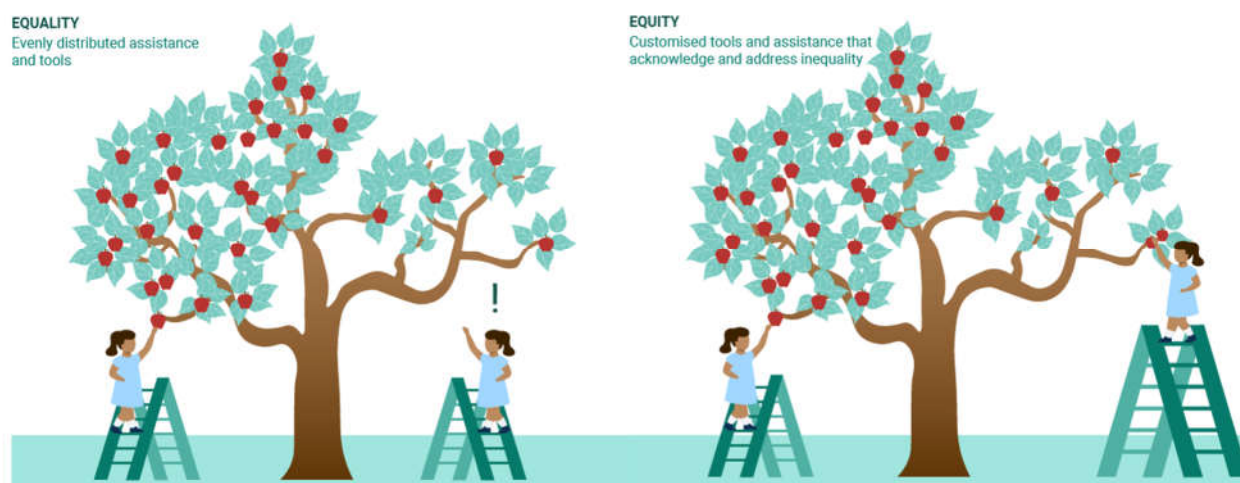 EQUALITY
Evenly distributed assistance
and tools
!
EQUITY
Customised tools and assistance that
acknowledge and address inequality